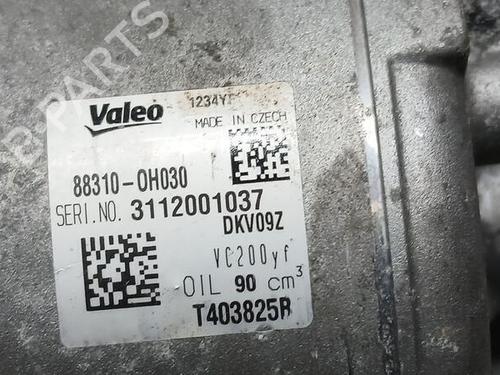 B-PARTS
Valeo 1234YF
MADE IN CZECH
88310-0H030
SERI.NO. 3112001037
DKV09Z
VC200yf
OIL 90 cm³
T403825R